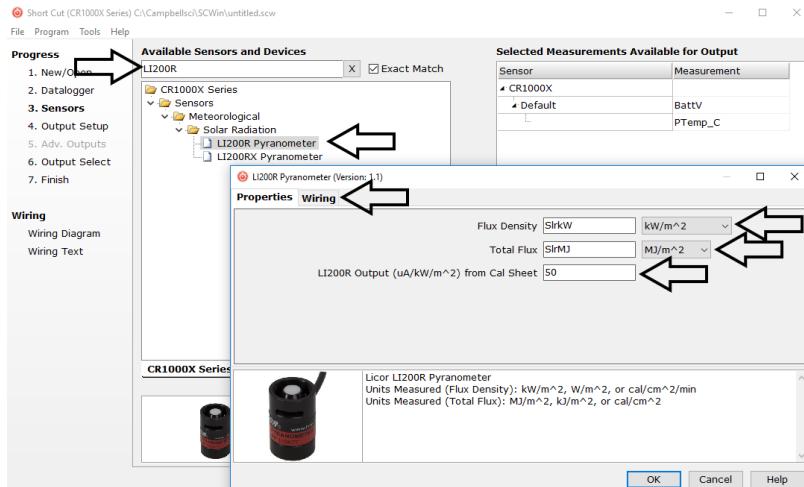 Short Cut (CR1000X Series) C:\Campbellsci\SCWin\untitled.scw
File Program Tools Help
Progress
1. New/Open
2. Datalogger
3. Sensors
4. Output Setup
5. Adv. Outputs
6. Output Select
7. Finish
Wiring
Wiring Diagram
Wiring Text
Available Sensors and Devices
LI200R X Exact Match
CR1000X Series
Sensors
Meteorological
Solar Radiation
LI200R Pyranometer
LI200RX Pyranometer
CR1000X Series
Selected Measurements Available for Output
Sensor Measurement
CR1000X
Default BattV
PTemp_C
LI200R Pyranometer (Version: 1.1)
Properties Wiring
Flux Density SlrkW kW/m^2
Total Flux SlrMJ MJ/m^2
LI200R Output (uA/kW/m^2) from Cal Sheet 50
Licor LI200R Pyranometer
Units Measured (Flux Density): kW/m^2, W/m^2, or cal/cm^2/min
Units Measured (Total Flux): MJ/m^2, kJ/m^2, or cal/cm^2
OK Cancel Help